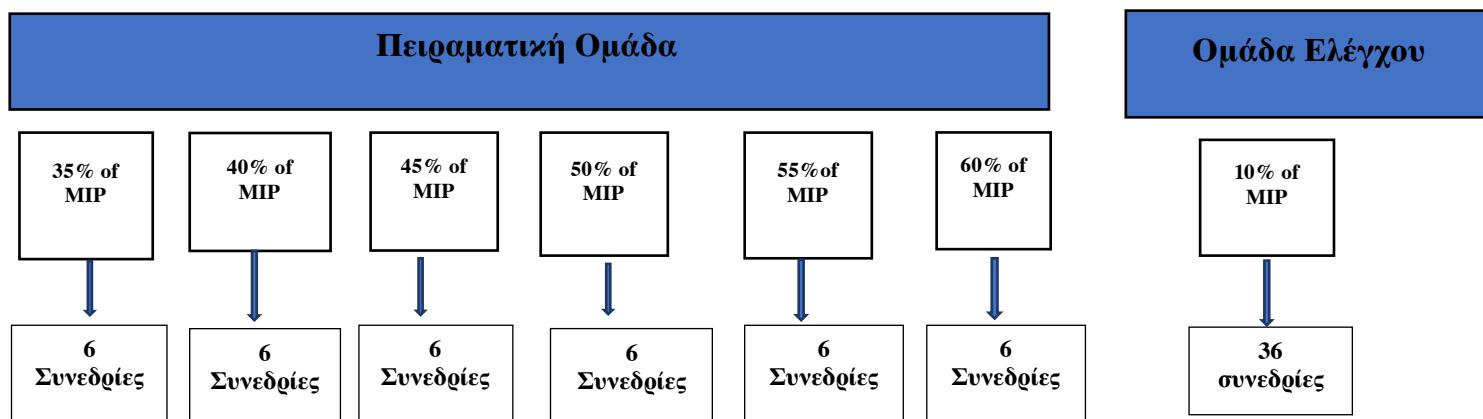 Πειραματική Ομάδα
Ομάδα Ελέγχου
35% of
MIP
40% of
MIP
45% of
MIP
50% of
MIP
55%of
MIP
60% of
MIP
10% of
MIP
6
Συνεδρίες
6
Συνεδρίες
6
Συνεδρίες
6
Συνεδρίες
6
Συνεδρίες
6
Συνεδρίες
36
συνεδρίες